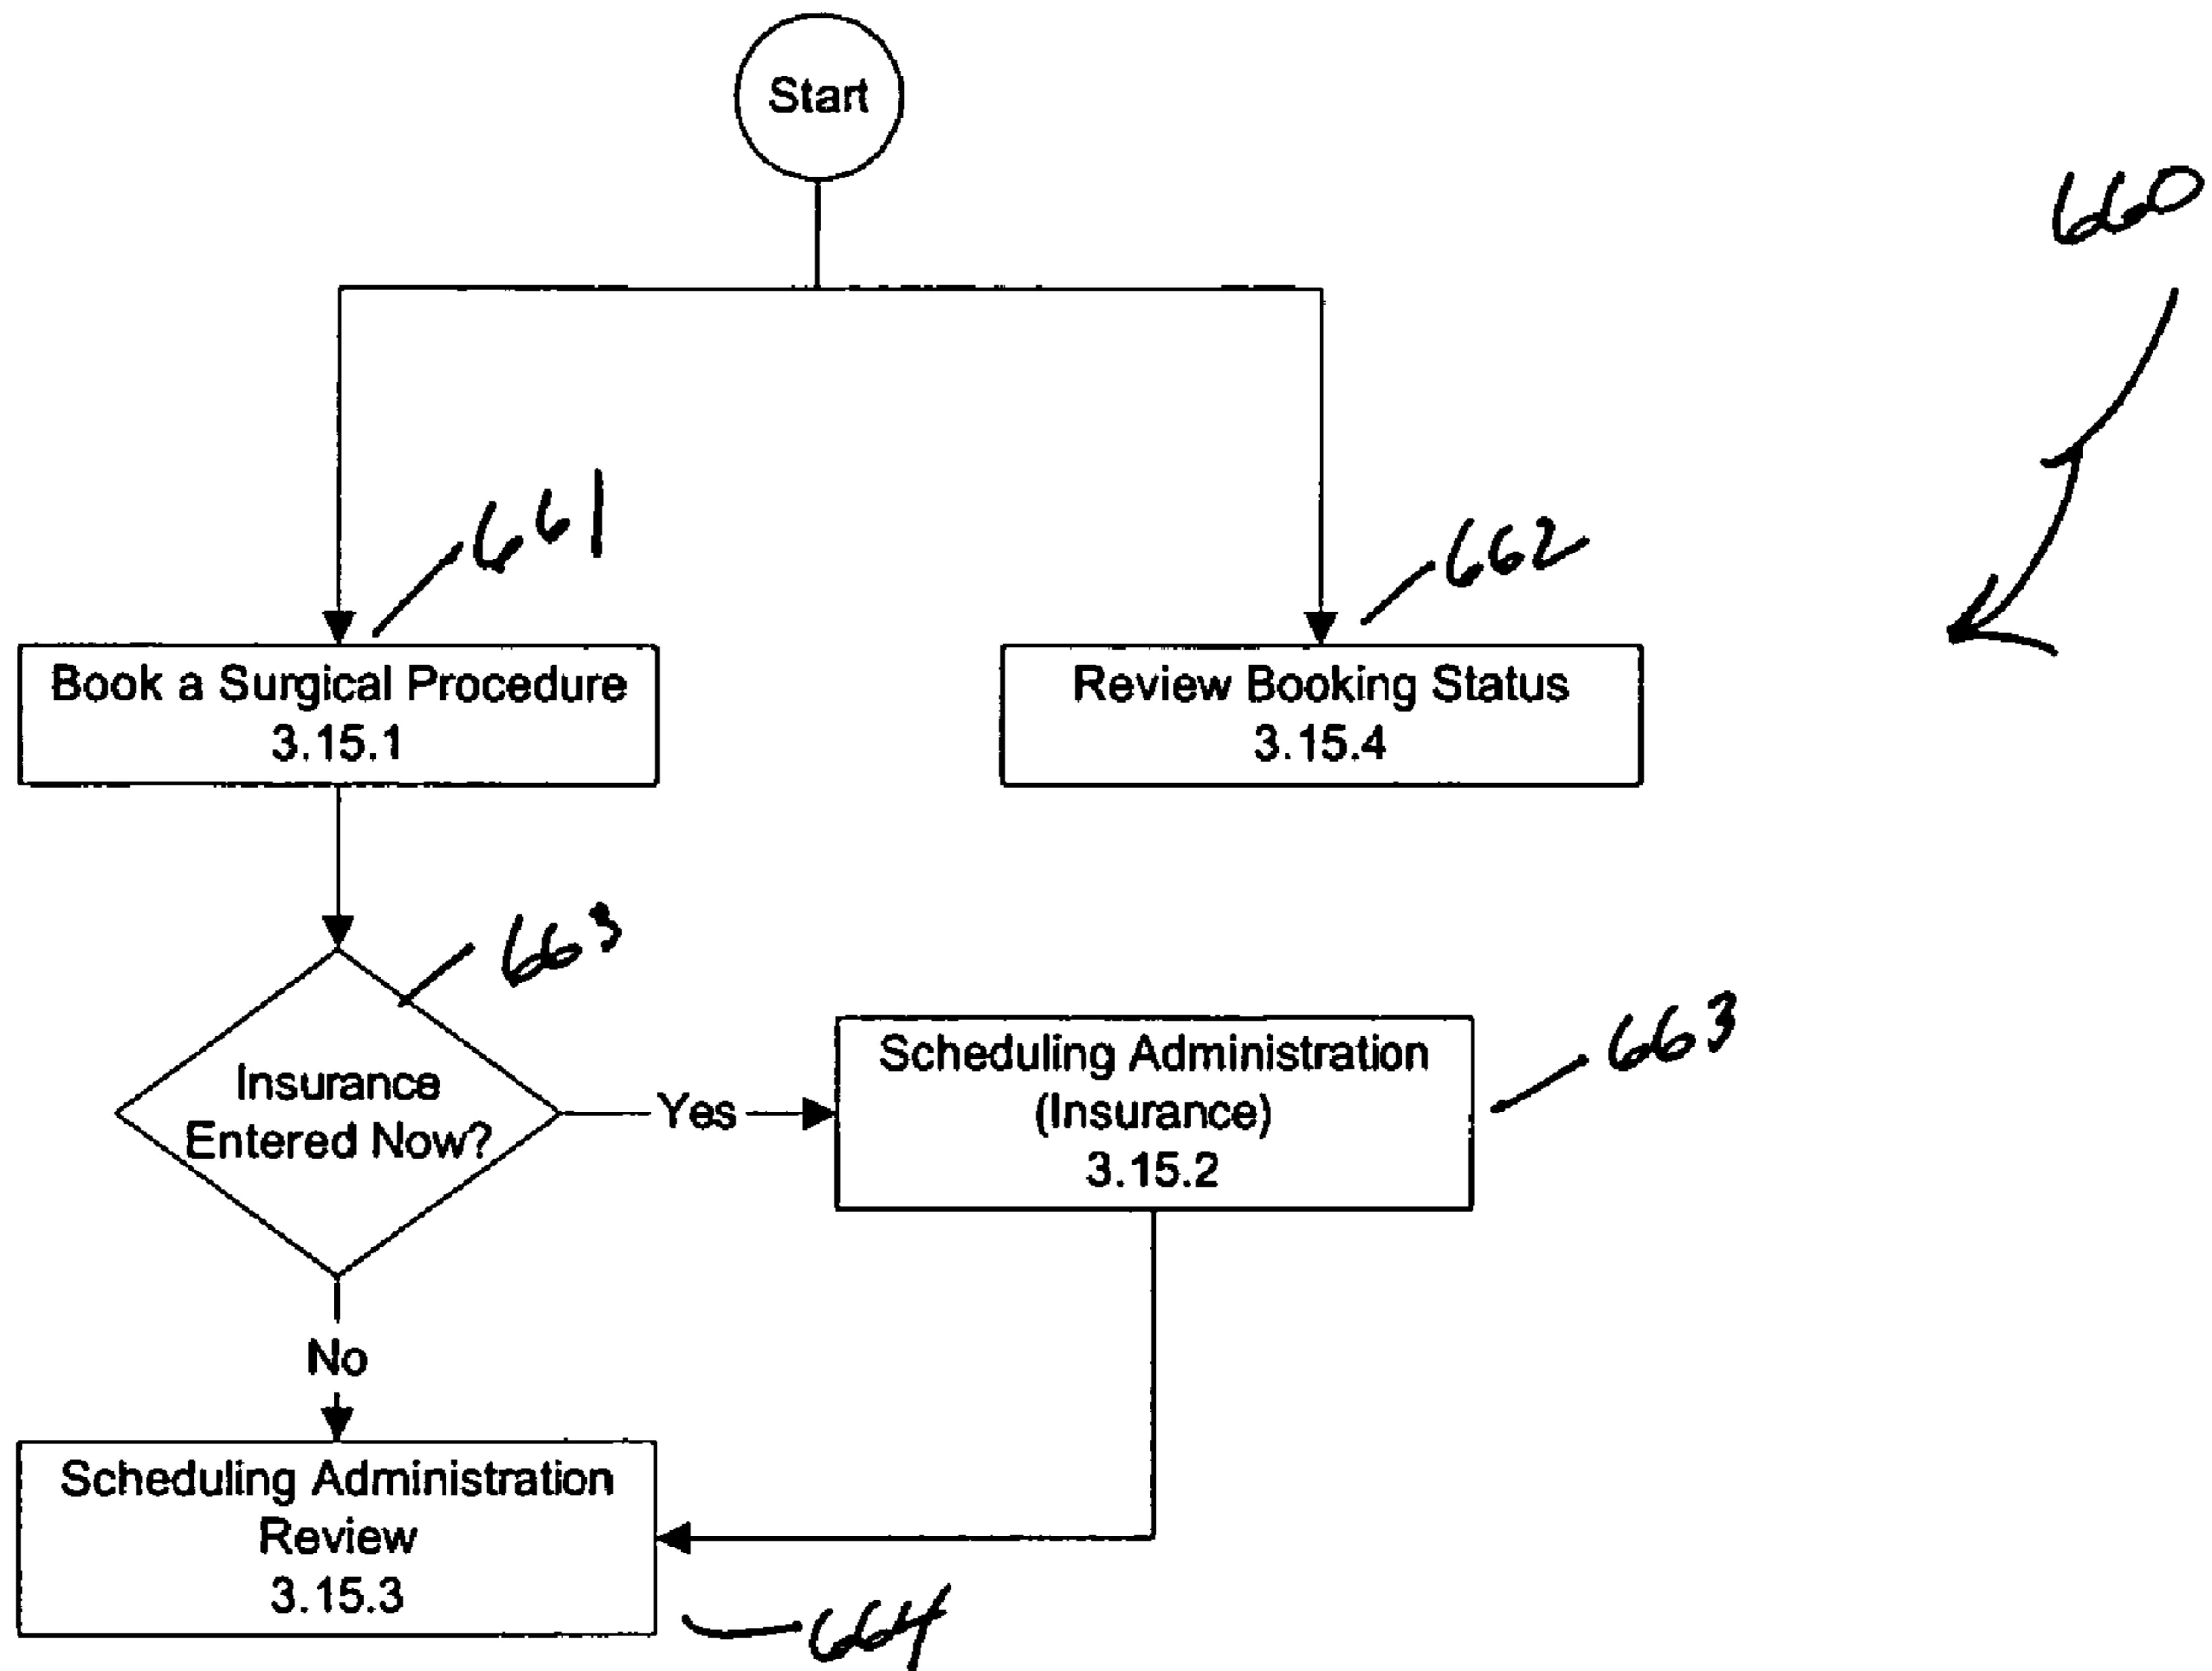 Start
660
661
662
Book a Surgical Procedure
3.15.1
Review Booking Status
3.15.4
663
Insurance
Entered Now?
Yes
Scheduling Administration
(Insurance)
3.15.2
663
No
Scheduling Administration
Review
3.15.3
664